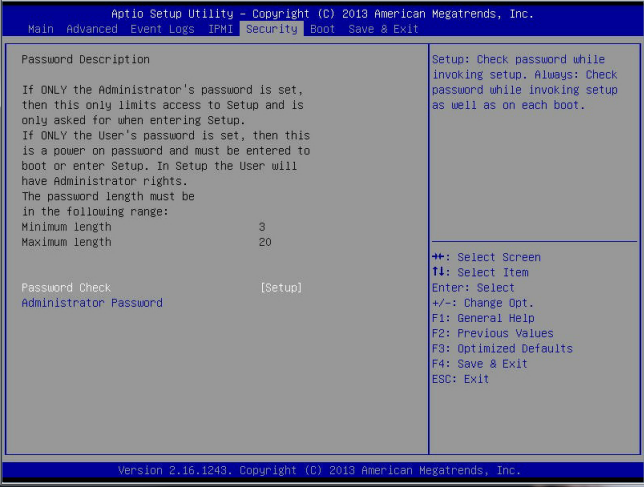 Aptio Setup Utility – Copyright (C) 2013 American Megatrends, Inc.
Main Advanced Event Logs IPMI Security Boot Save & Exit
Password Description
If ONLY the Administrator's password is set,
then this only limits access to Setup and is
only asked for when entering Setup.
If ONLY the User's password is set, then this
is a power on password and must be entered to
boot or enter Setup. In Setup the User will
have Administrator rights.
The password length must be
in the following range:
Minimum length 3
Maximum length 20
Password Check [Setup]
Administrator Password
Setup: Check password while
invoking setup. Always: Check
password while invoking setup
as well as on each boot.
→←: Select Screen
↑↓: Select Item
Enter: Select
+/-: Change Opt.
F1: General Help
F2: Previous Values
F3: Optimized Defaults
F4: Save & Exit
ESC: Exit
Version 2.16.1243. Copyright (C) 2013 American Megatrends, Inc.